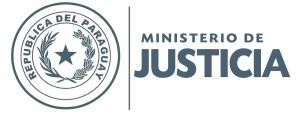 REPUBLICA DEL PARAGUAY
MINISTERIO DE
JUSTICIA